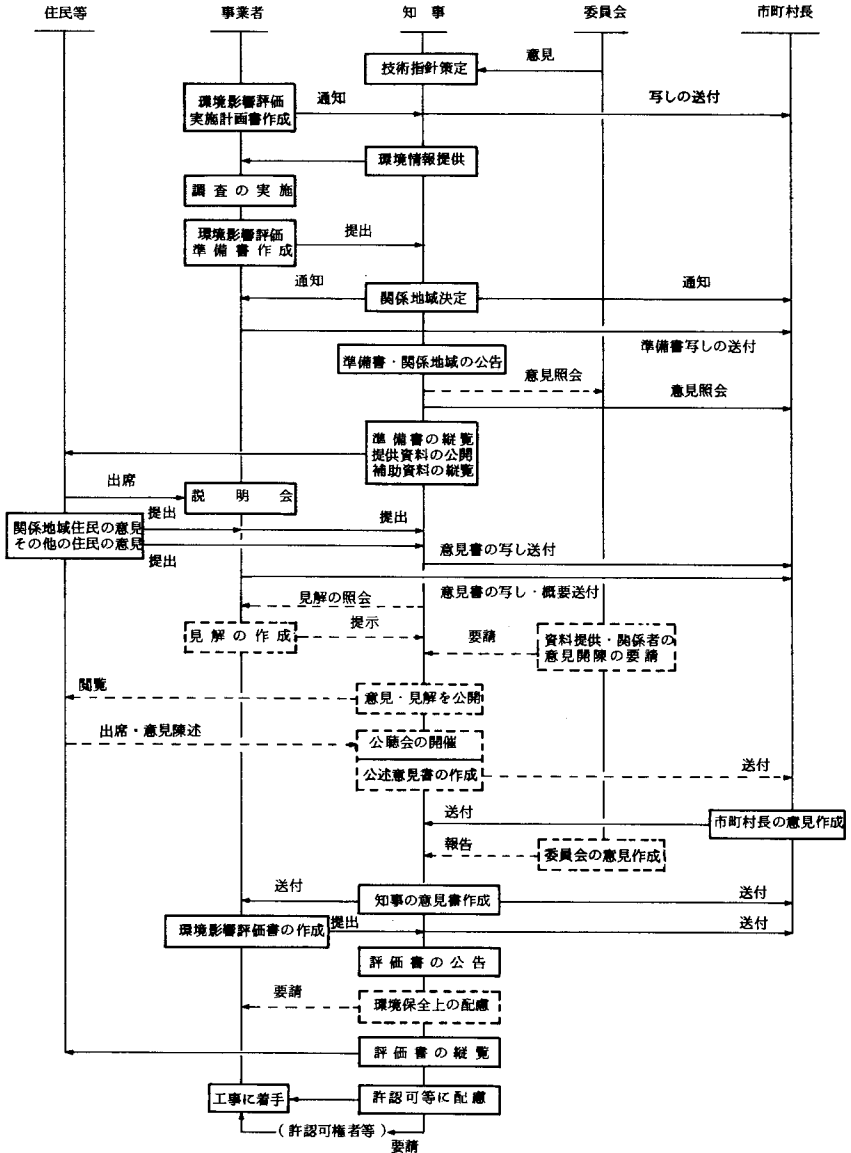 住民等
事業者
知事
委員会
市町村長
技術指針策定
意見
環境影響評価
実施計画書作成
通知
写しの送付
環境情報提供
調査の実施
環境影響評価
準備書作成
提出
通知
関係地域決定
通知
準備書写しの送付
準備書・関係地域の公告
意見照会
意見照会
準備書の縦覧
提供資料の公開
補助資料の縦覧
出席
説明会
提出
関係地域住民の意見
その他の住民の意見
提出
提出
意見書の写し送付
意見書の写し・概要送付
見解の照会
見解の作成
提示
要請
資料提供・関係者の
意見開陳の要請
閲覧
意見・見解を公開
出席・意見陳述
公聴会の開催
公述意見書の作成
送付
送付
市町村長の意見作成
報告
委員会の意見作成
送付
知事の意見書作成
送付
環境影響評価書の作成
提出
送付
評価書の公告
要請
環境保全上の配慮
評価書の縦覧
工事に着手
許認可等に配慮
(許認可権者等)
要請